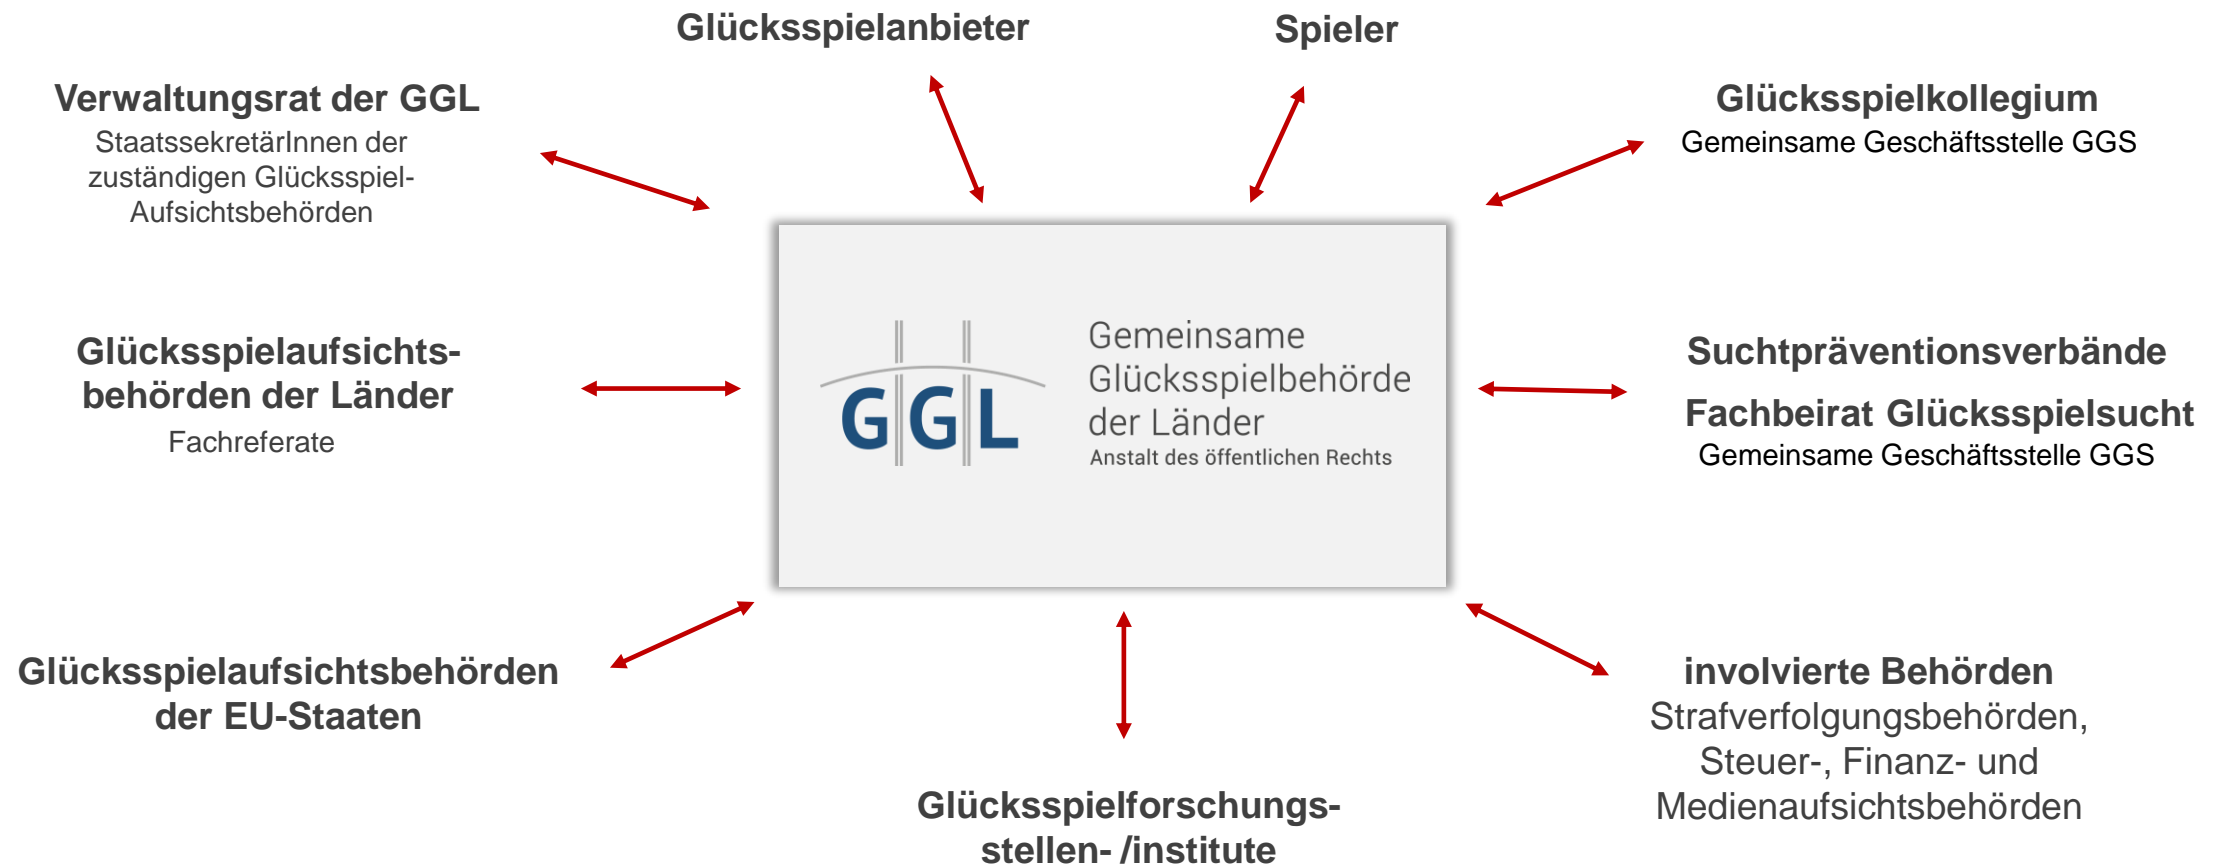 Glücksspielanbieter
Spieler
Verwaltungsrat der GGL
StaatssekretärInnen der
zuständigen Glücksspiel-
Aufsichtsbehörden
Glücksspielkollegium
Gemeinsame Geschäftsstelle GGS
Glücksspielaufsichts-
behörden der Länder
Fachreferate
GGL
Gemeinsame
Glücksspielbehörde
der Länder
Anstalt des öffentlichen Rechts
Suchtpräventionsverbände
Fachbeirat Glücksspielsucht
Gemeinsame Geschäftsstelle GGS
Glücksspielaufsichtsbehörden
der EU-Staaten
Glücksspielforschungs-
stellen- /institute
involvierte Behörden
Strafverfolgungsbehörden,
Steuer-, Finanz- und
Medienaufsichtsbehörden